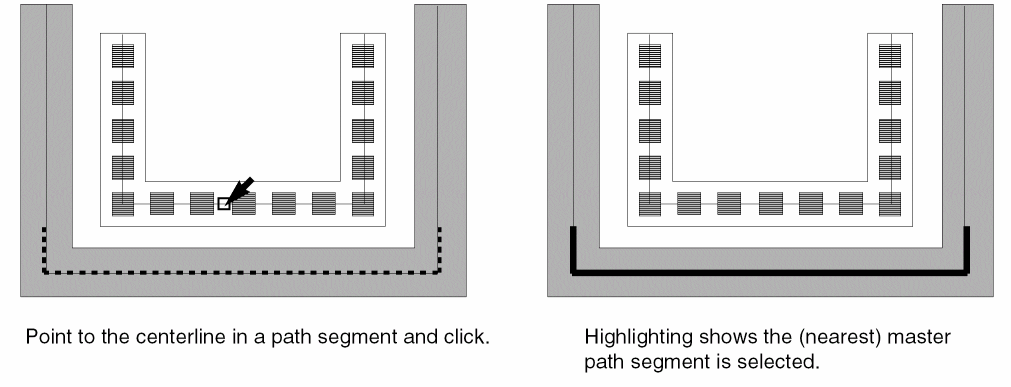 Point to the centerline in a path segment and click.
Highlighting shows the (nearest) master
path segment is selected.